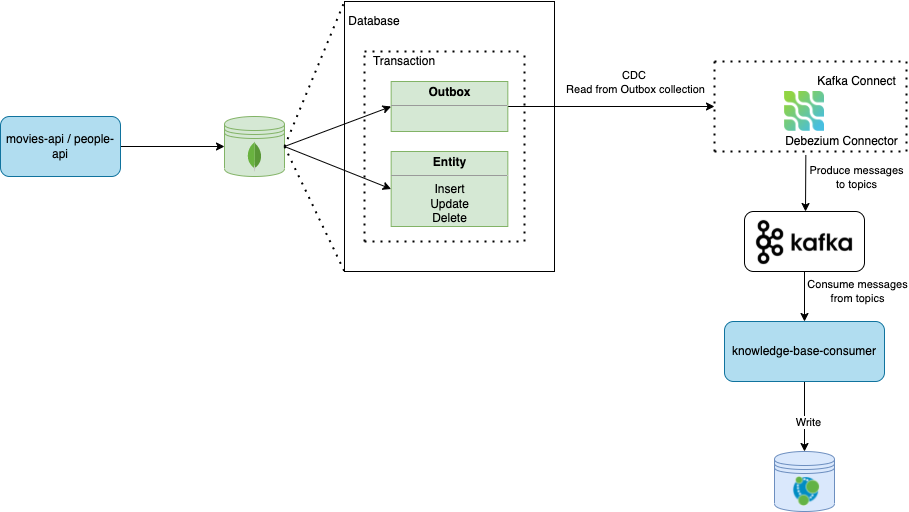 Database
Transaction
Outbox
Entity
Insert
Update
Delete
movies-api / people-
api
CDC
Read from Outbox collection
Kafka Connect
Debezium Connector
Produce messages
to topics
kafka
Consume messages
from topics
knowledge-base-consumer
Write